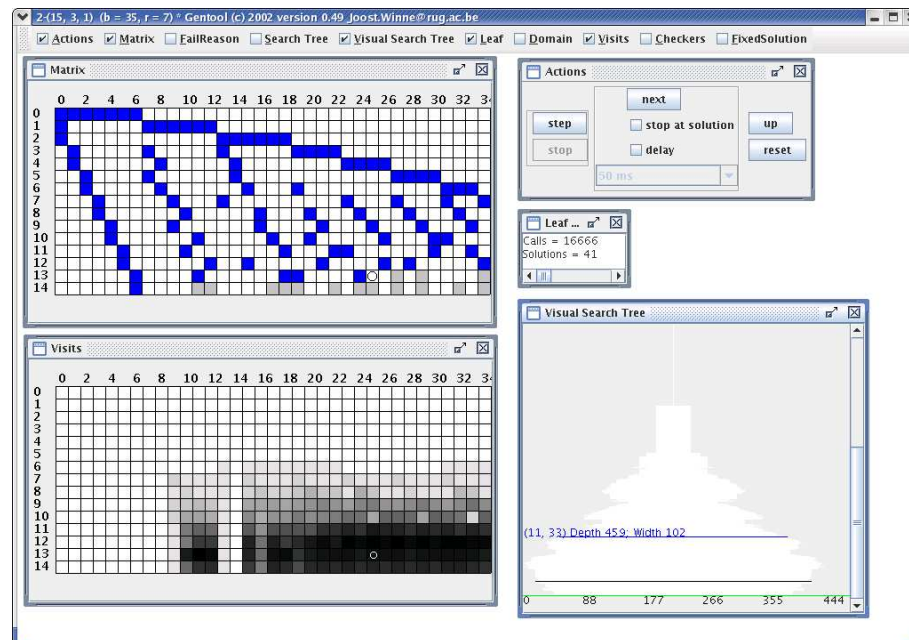 2-(15, 3, 1) (b = 35, r = 7) * Gentool (c) 2002 version 0.49 Joost.Winne@rug.ac.be
Actions Matrix FailReason Search Tree Visual Search Tree Leaf Domain Visits Checkers FixedSolution
Matrix
0 2 4 6 8 10 12 14 16 18 20 22 24 26 28 30 32 34
0
1
2
3
4
5
6
7
8
9
10
11
12
13
14
Actions
next
step
stop at solution
up
stop
delay
reset
50 ms
Leaf ...
Calls = 16666
Solutions = 41
Visits
0 2 4 6 8 10 12 14 16 18 20 22 24 26 28 30 32 34
0
1
2
3
4
5
6
7
8
9
10
11
12
13
14
Visual Search Tree
(11, 33) Depth 459; Width 102
0 88 177 266 355 444